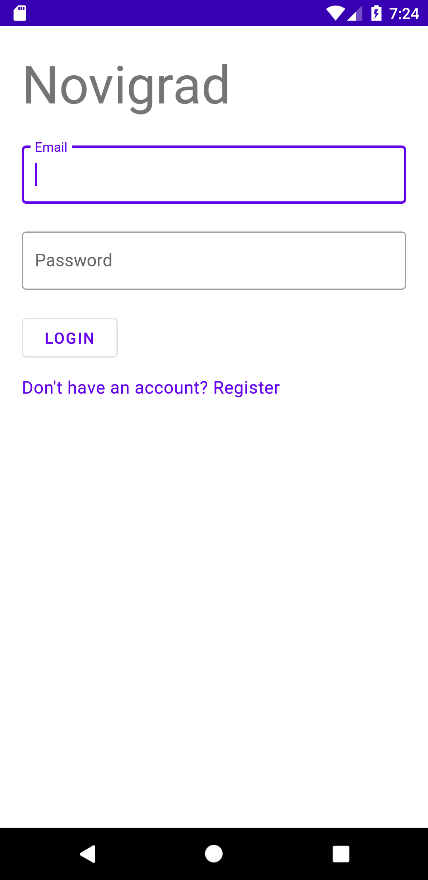 7:24
Novigrad
Email
Password
LOGIN
Don't have an account? Register